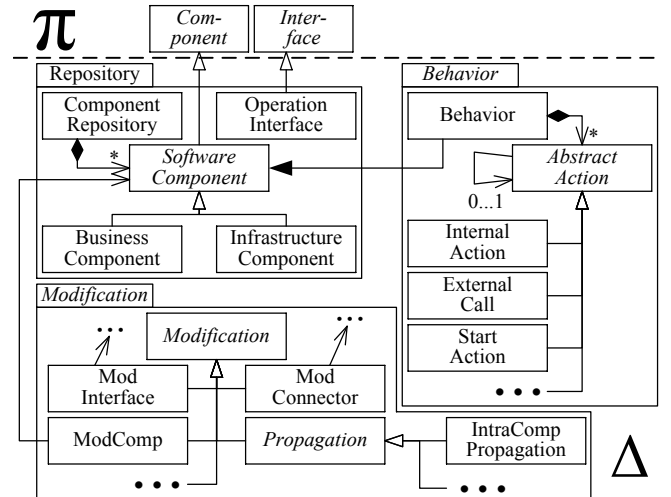 π
Com-
ponent
Inter-
face
Repository
Component
Repository
Operation
Interface
*
Software
Component
Business
Component
Infrastructure
Component
Behavior
Behavior
*
Abstract
Action
0...1
Internal
Action
External
Call
Start
Action
• • •
Modification
...
Modification
...
Mod
Interface
Mod
Connector
ModComp
Propagation
IntraComp
Propagation
• • •
• • •
Δ